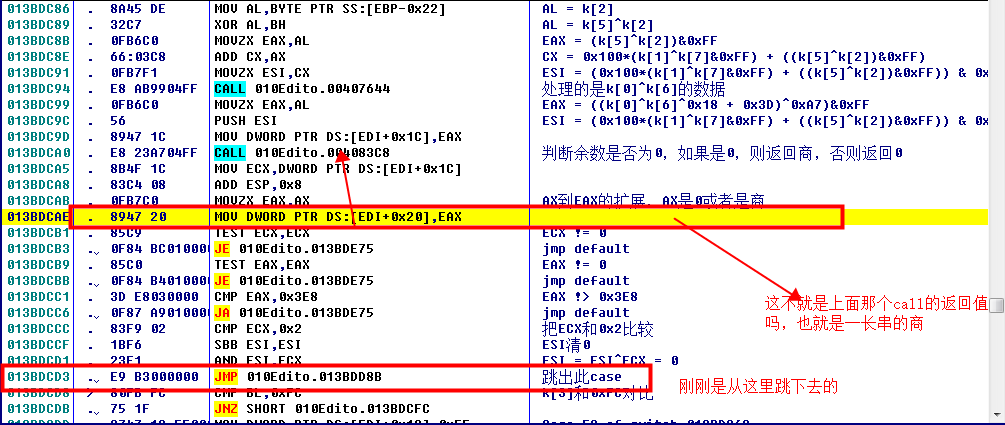 013BDC86 . 8A45 DE MOV AL,BYTE PTR SS:[EBP-0x22] AL = k[2]
013BDC89 . 32C7 XOR AL,BH AL = k[5]^k[2]
013BDC8B . 0FB6C0 MOVZX EAX,AL EAX = (k[5]^k[2])&0xFF
013BDC8E . 66:03C8 ADD CX,AX CX = 0x100*(k[1]^k[7]&0xFF) + ((k[5]^k[2])&0xFF)
013BDC91 . 0FB7F1 MOVZX ESI,CX ESI = (0x100*(k[1]^k[7]&0xFF) + ((k[5]^k[2])&0xFF)) & 0x
013BDC94 . E8 AB9904FF CALL 010Edito.00407644 处理的是k[0]^k[6]的数据
013BDC99 . 0FB6C0 MOVZX EAX,AL EAX = ((k[0]^k[6]^0x18 + 0x3D)^0xA7)&0xFF
013BDC9C . 56 PUSH ESI ESI = (0x100*(k[1]^k[7]&0xFF) + ((k[5]^k[2])&0xFF)) & 0x
013BDC9D . 8947 1C MOV DWORD PTR DS:[EDI+0x1C],EAX
013BDCA0 . E8 23A704FF CALL 010Edito.004083C8 判断余数是否为0，如果是0，则返回商，否则返回0
013BDCA5 . 8B4F 1C MOV ECX,DWORD PTR DS:[EDI+0x1C]
013BDCA8 . 83C4 08 ADD ESP,0x8
013BDCAB . 0FB7C0 MOVZX EAX,AX AX到EAX的扩展，AX是0或者是商
013BDCAE . 8947 20 MOV DWORD PTR DS:[EDI+0x20],EAX
013BDCB1 . 85C9 TEST ECX,ECX ECX != 0
013BDCB3 . 0F84 BC010000 JE 010Edito.013BDE75 jmp default
013BDCB9 . 85C0 TEST EAX,EAX EAX != 0
013BDCBB . 0F84 B4010000 JE 010Edito.013BDE75 jmp default
013BDCC1 . 3D E8030000 CMP EAX,0x3E8 EAX !> 0x3E8
013BDCC6 . 0F87 A9010000 JA 010Edito.013BDE75 jmp default
这不就是上面那个call的返回值
吗，也就是一长串的商
013BDCCC . 83F9 02 CMP ECX,0x2 把ECX和0x2比较
013BDCCF . 1BF6 SBB ESI,ESI ESI清0
013BDCD1 . 23F1 AND ESI,ECX ESI = ESI^ECX = 0
013BDCD3 . E9 B3000000 JMP 010Edito.013BDD8B 跳出此case
刚刚是从这里跳下去的
013BDCD8 > 80FB FC CMP BL,0xFC k[3]和0xFC对比
013BDCDB . 75 1F JNZ SHORT 010Edito.013BDCFC